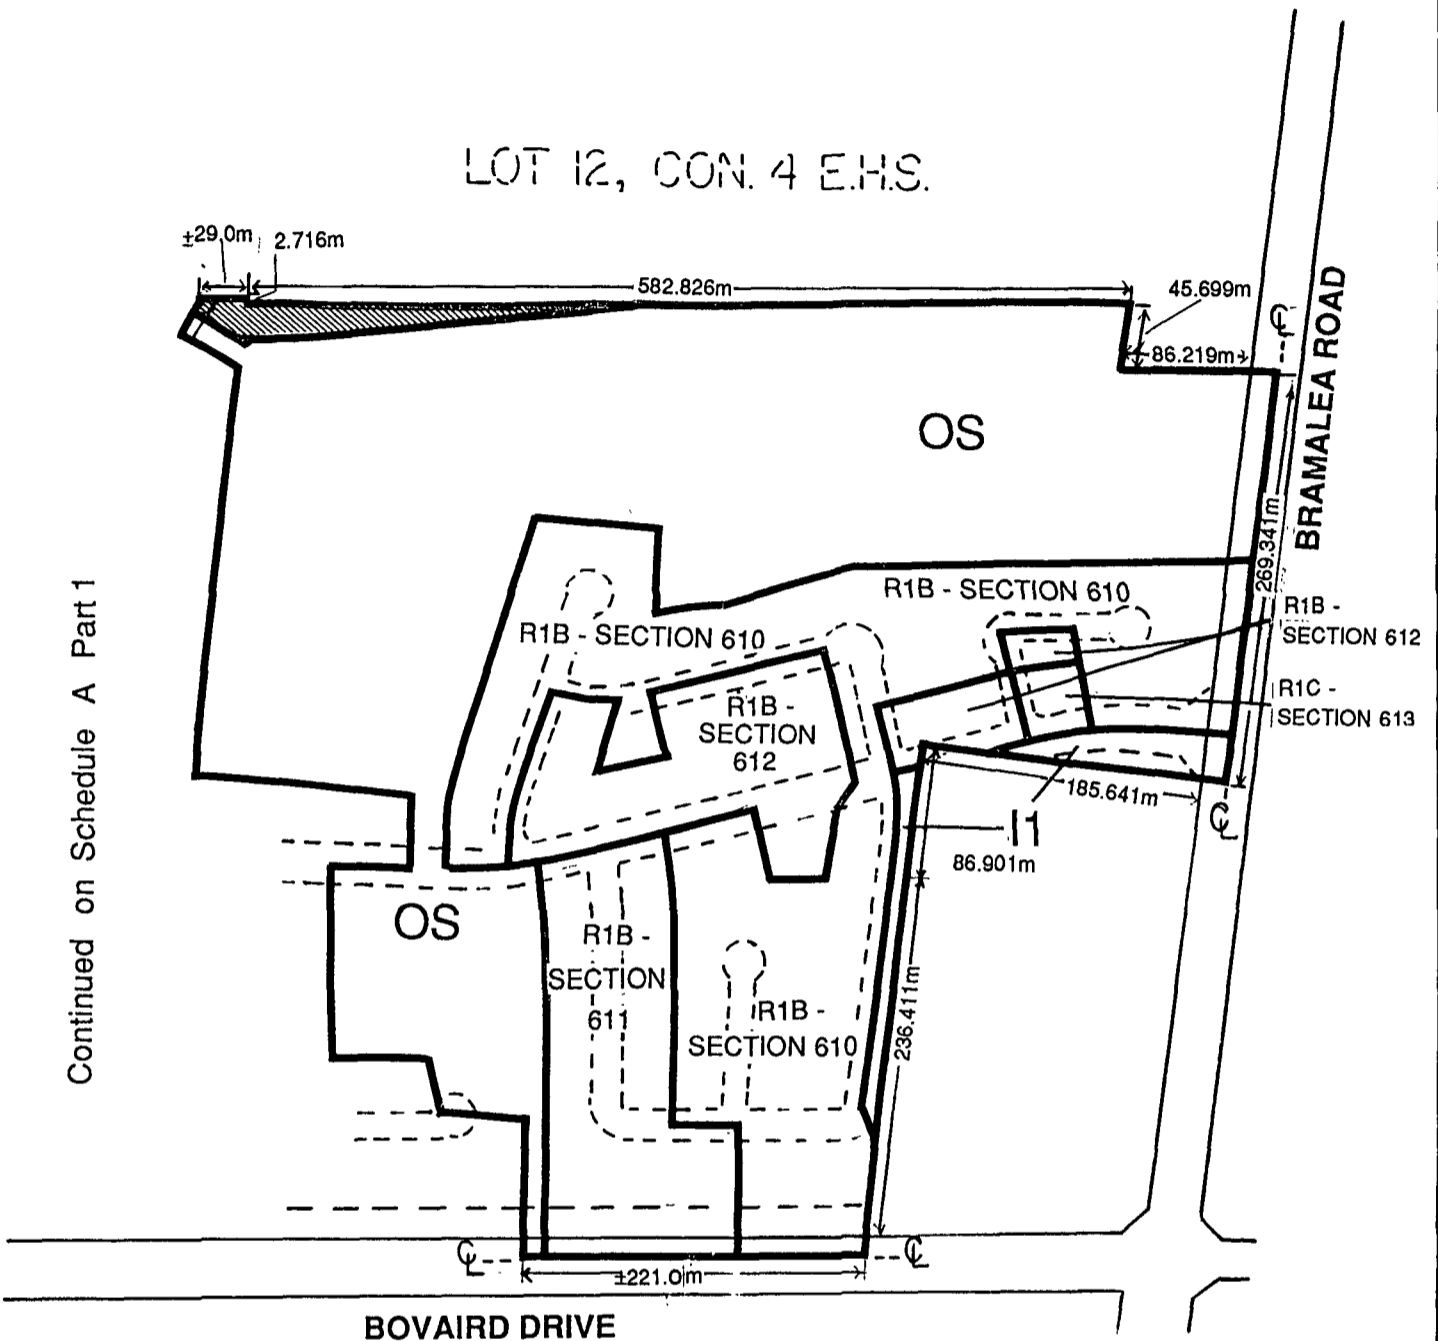 LOT 12, CON. 4 E.H.S.
±29.0m
2.716m
582.826m
45.699m
86.219m
BRAMALEA ROAD
OS
269.341m
R1B - SECTION 610
R1B -
SECTION 612
R1B - SECTION 610
R1C -
SECTION 613
R1B -
SECTION
612
185.641m
I1
86.901m
Continued on Schedule A Part 1
OS
R1B -
SECTION
611
R1B -
SECTION 610
236.411m
±221.0m
BOVAIRD DRIVE